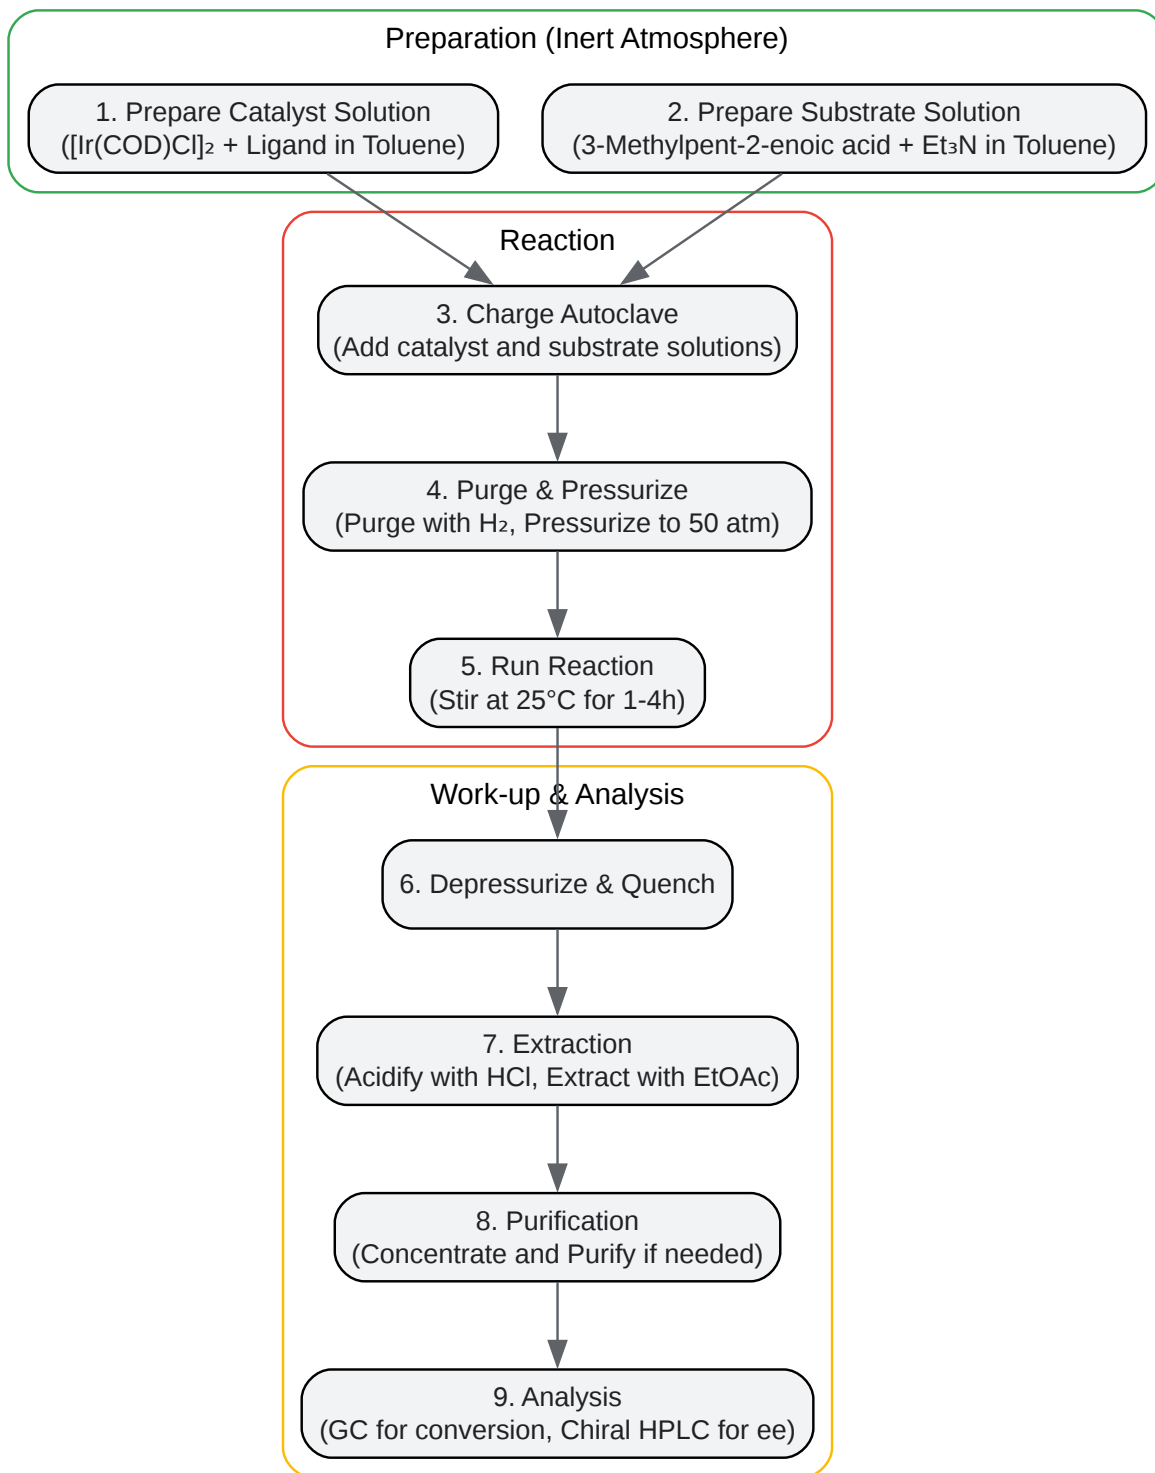 Preparation (Inert Atmosphere)
1. Prepare Catalyst Solution
([Ir(COD)Cl]₂ + Ligand in Toluene)
2. Prepare Substrate Solution
(3-Methylpent-2-enoic acid + Et₃N in Toluene)
Reaction
3. Charge Autoclave
(Add catalyst and substrate solutions)
4. Purge & Pressurize
(Purge with H₂, Pressurize to 50 atm)
5. Run Reaction
(Stir at 25°C for 1-4h)
Work-up & Analysis
6. Depressurize & Quench
7. Extraction
(Acidify with HCl, Extract with EtOAc)
8. Purification
(Concentrate and Purify if needed)
9. Analysis
(GC for conversion, Chiral HPLC for ee)